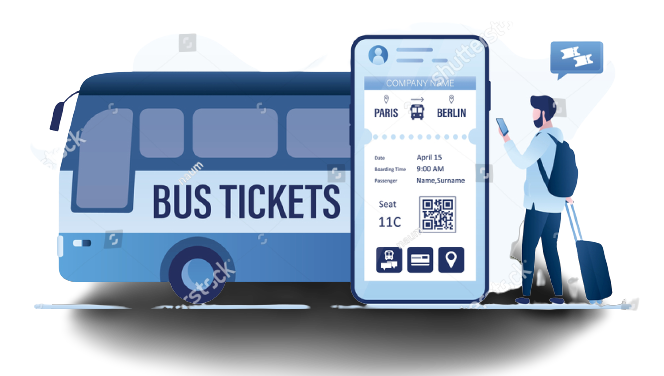 COMPANY NAME
PARIS BERLIN
Date April 15
Boarding Time 9:00 AM
Passenger Name,Surname
Seat
11C
BUS TICKETS
shutterstock